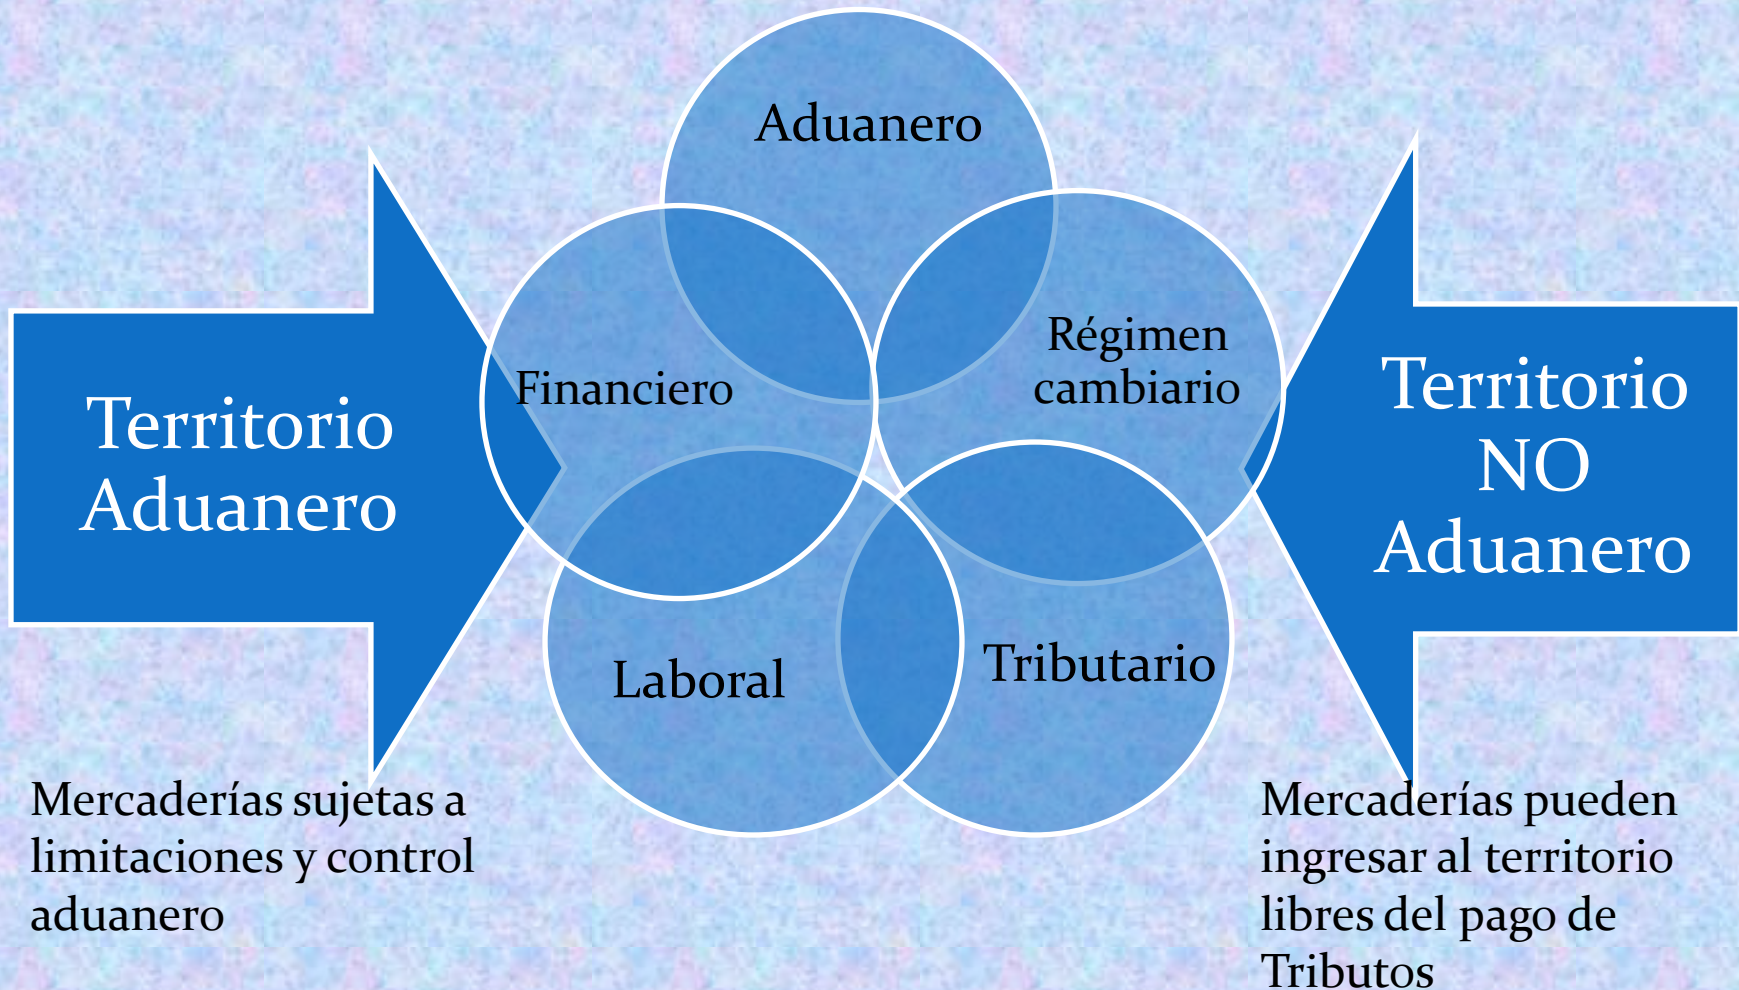 Aduanero
Financiero
Régimen
cambiario
Territorio
Aduanero
Territorio
NO
Aduanero
Laboral
Tributario
Mercaderías sujetas a
limitaciones y control
aduanero
Mercaderías pueden
ingresar al territorio
libres del pago de
Tributos